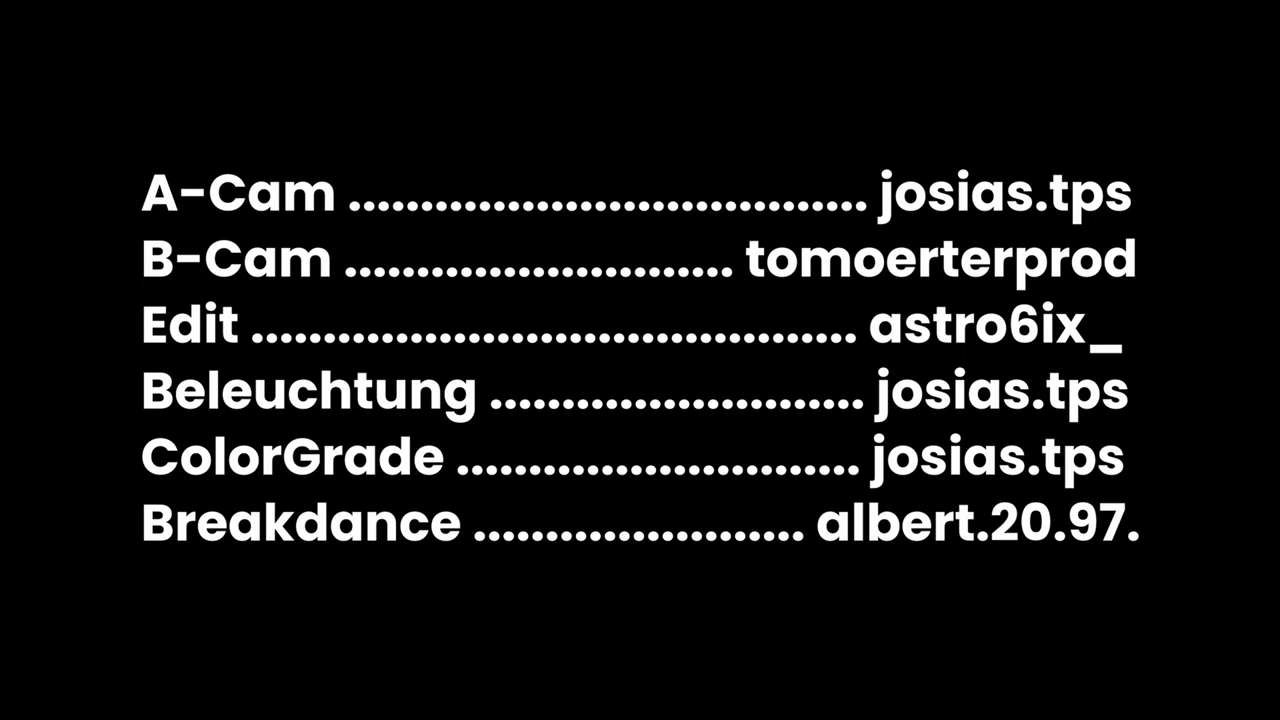 A-Cam .................................... josias.tps
B-Cam ........................... tomoerterprod
Edit .......................................... astro6ix_
Beleuchtung .......................... josias.tps
ColorGrade ............................ josias.tps
Breakdance ....................... albert.20.97.